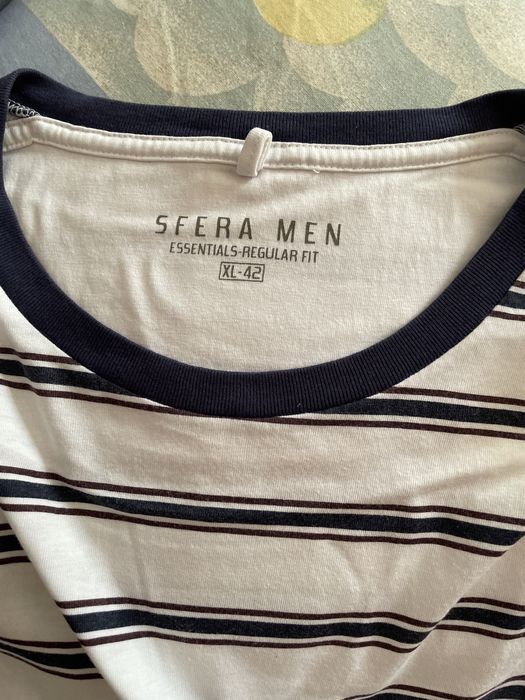 SFERA MEN
ESSENTIALS-REGULAR FIT
XL-42